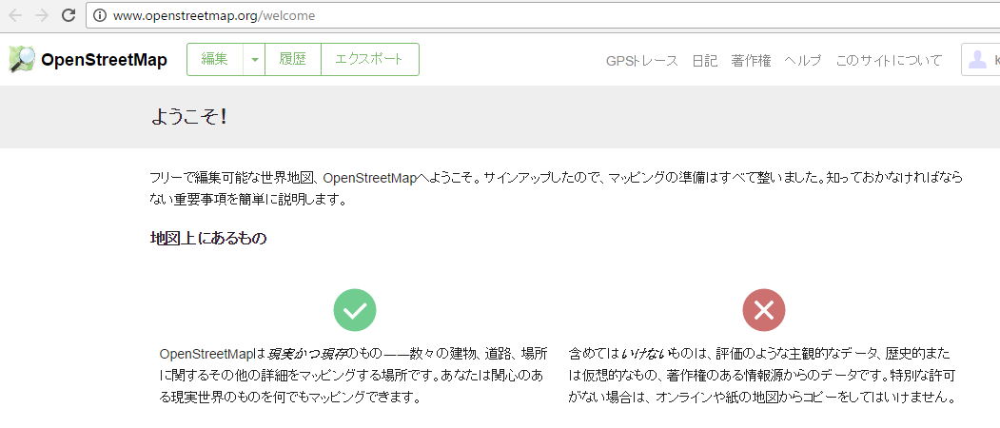 www.openstreetmap.org/welcome
OpenStreetMap 編集 履歴 エクスポート GPSトレース 日記 著作権 ヘルプ このサイトについて k
ようこそ！
フリーで編集可能な世界地図、OpenStreetMapへようこそ。サインアップしたので、マッピングの準備はすべて整いました。知っておかなければなら
ない重要事項を簡単に説明します。
地図上にあるもの
OpenStreetMapは現実かつ現存のもの——数々の建物、道路、場所
に関するその他の詳細をマッピングする場所です。あなたは関心のあ
る現実世界のものを何でもマッピングできます。
含めてはいけないものは、評価のような主観的なデータ、歴史的また
は仮想的なもの、著作権のある情報源からのデータです。特別な許可
がない場合は、オンラインや紙の地図からコピーをしてはいけません。